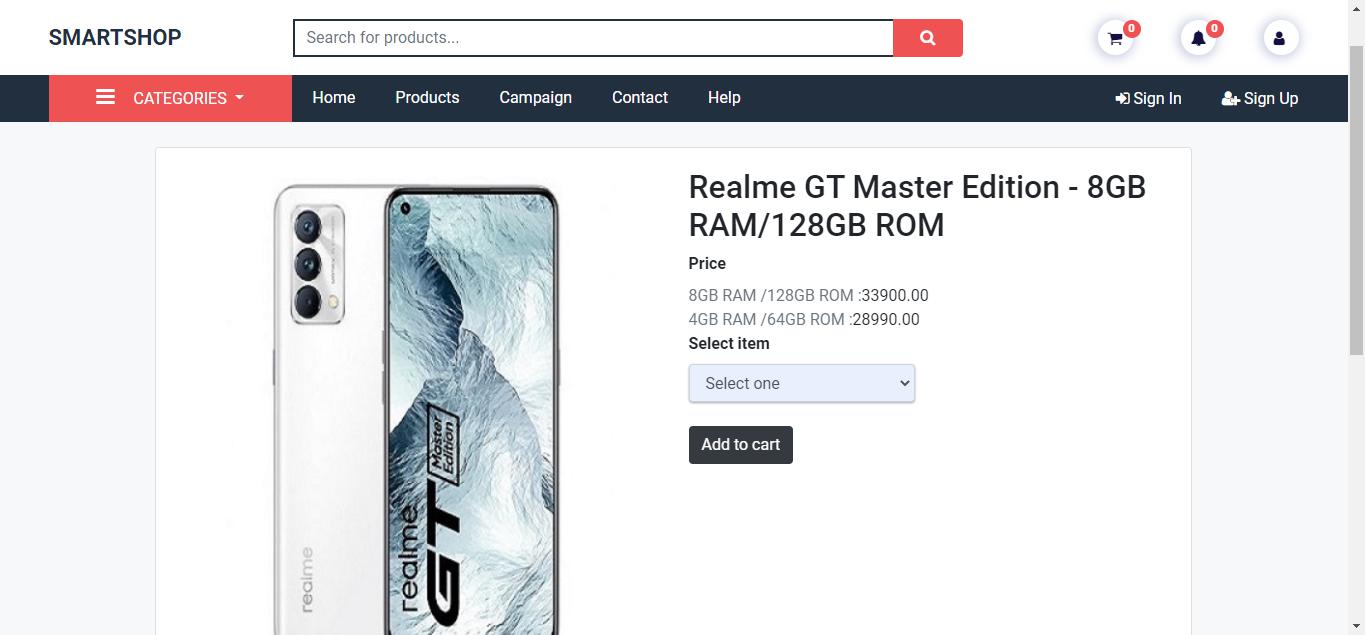 SMARTSHOP
Search for products...
0
0
CATEGORIES
Home
Products
Campaign
Contact
Help
Sign In
Sign Up
Realme GT Master Edition - 8GB
RAM/128GB ROM
Price
8GB RAM /128GB ROM :33900.00
4GB RAM /64GB ROM :28990.00
Select item
Select one
Add to cart
realme
realme
GT
Master
Edition